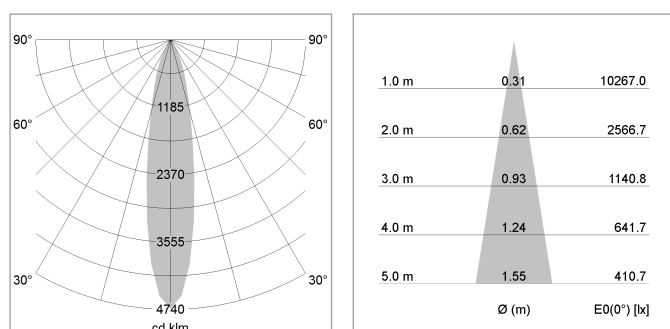 90° 90°
1185
60° 60°
2370
3555
30° 30°
4740
cd klm
1.0 m 0.31 10267.0
2.0 m 0.62 2566.7
3.0 m 0.93 1140.8
4.0 m 1.24 641.7
5.0 m 1.55 410.7
Ø (m) E0(0°) [lx]